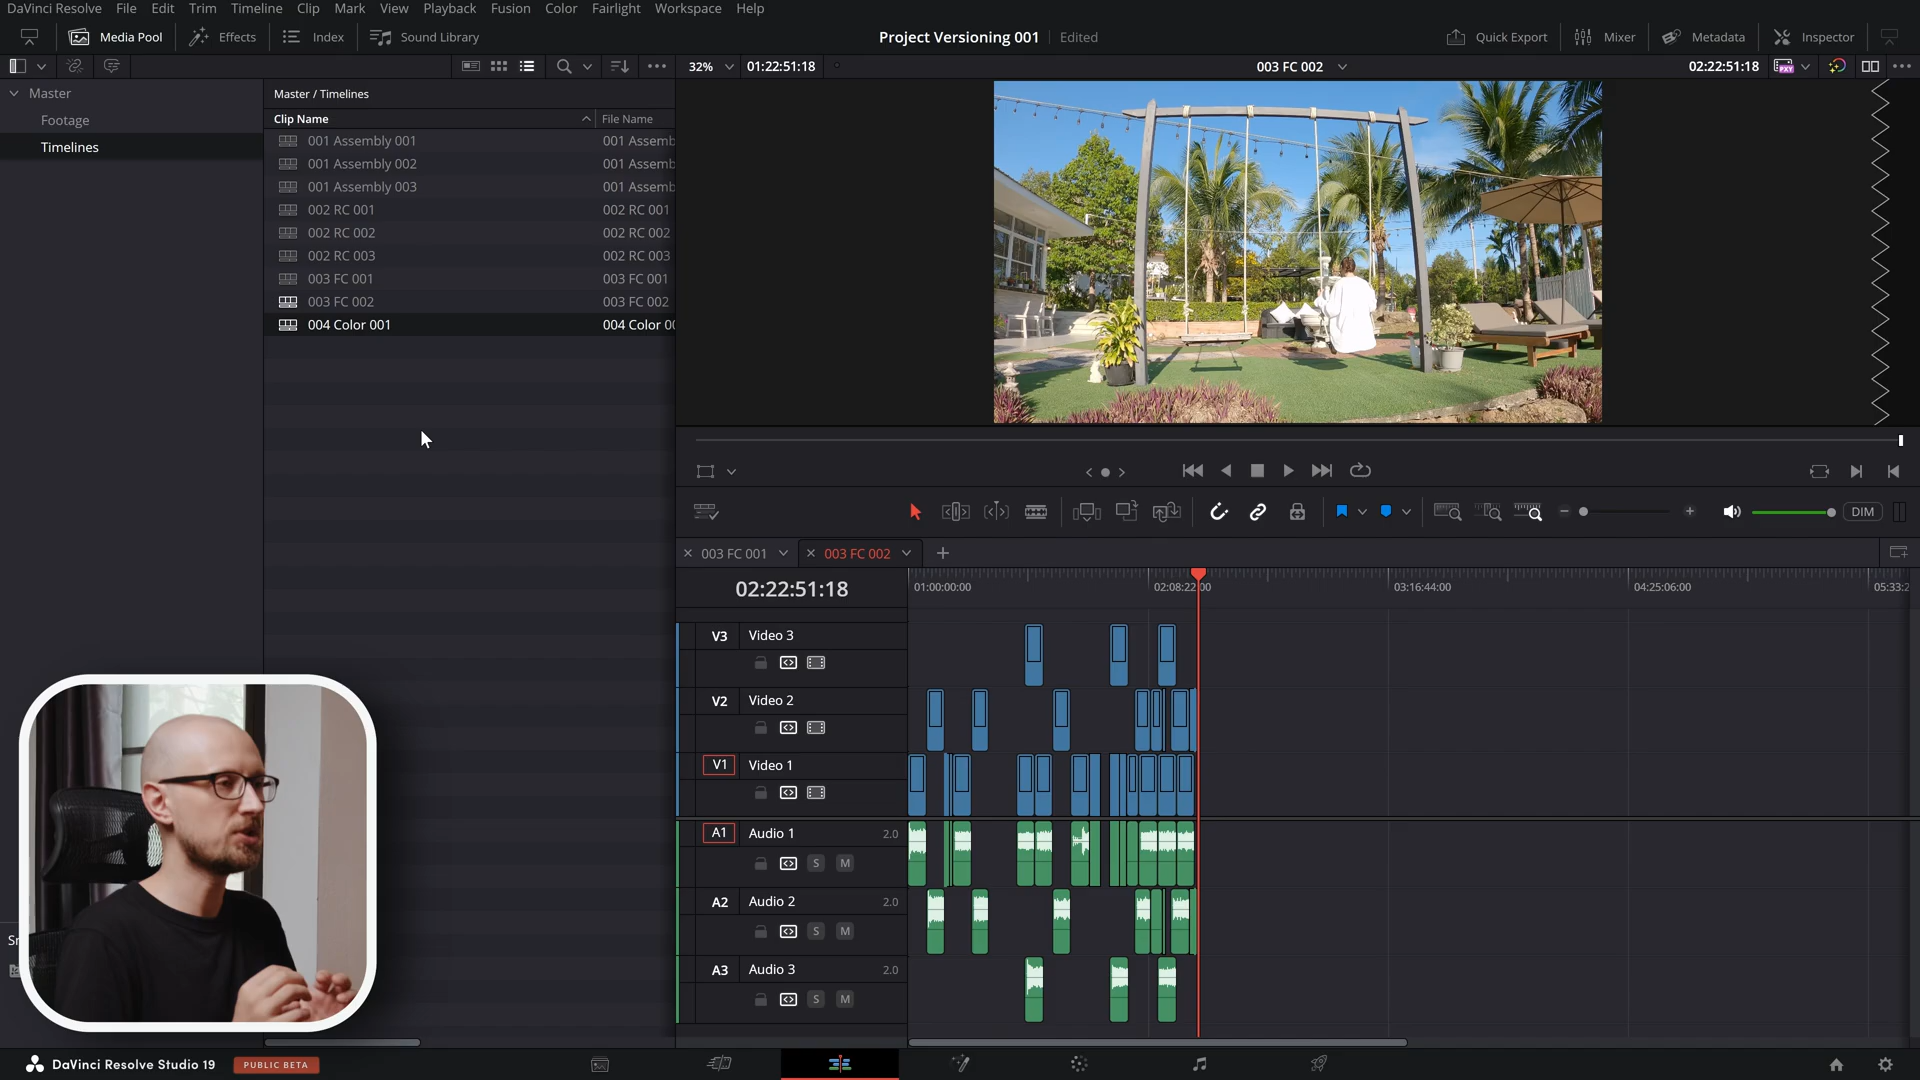 DaVinci Resolve File Edit Trim Timeline Clip Mark View Playback Fusion Color Fairlight Workspace Help
Media Pool Effects Index Sound Library Project Versioning 001 Edited Quick Export Mixer Metadata Inspector
32% 01:22:51:18 003 FC 002 02:22:51:18 PXY
Master
Footage
Timelines
Master / Timelines
Clip Name File Name
001 Assembly 001 001 Assemb
001 Assembly 002 001 Assemb
001 Assembly 003 001 Assemb
002 RC 001 002 RC 001
002 RC 002 002 RC 002
002 RC 003 002 RC 003
003 FC 001 003 FC 001
003 FC 002 003 FC 002
004 Color 001 004 Color 00
DIM
003 FC 001 003 FC 002
02:22:51:18 01:00:00:00 02:08:22:00 03:16:44:00 04:25:06:00 05:33:2
V3 Video 3
V2 Video 2
V1 Video 1
A1 Audio 1 2.0
S M
A2 Audio 2 2.0
S M
A3 Audio 3 2.0
S M
DaVinci Resolve Studio 19 PUBLIC BETA